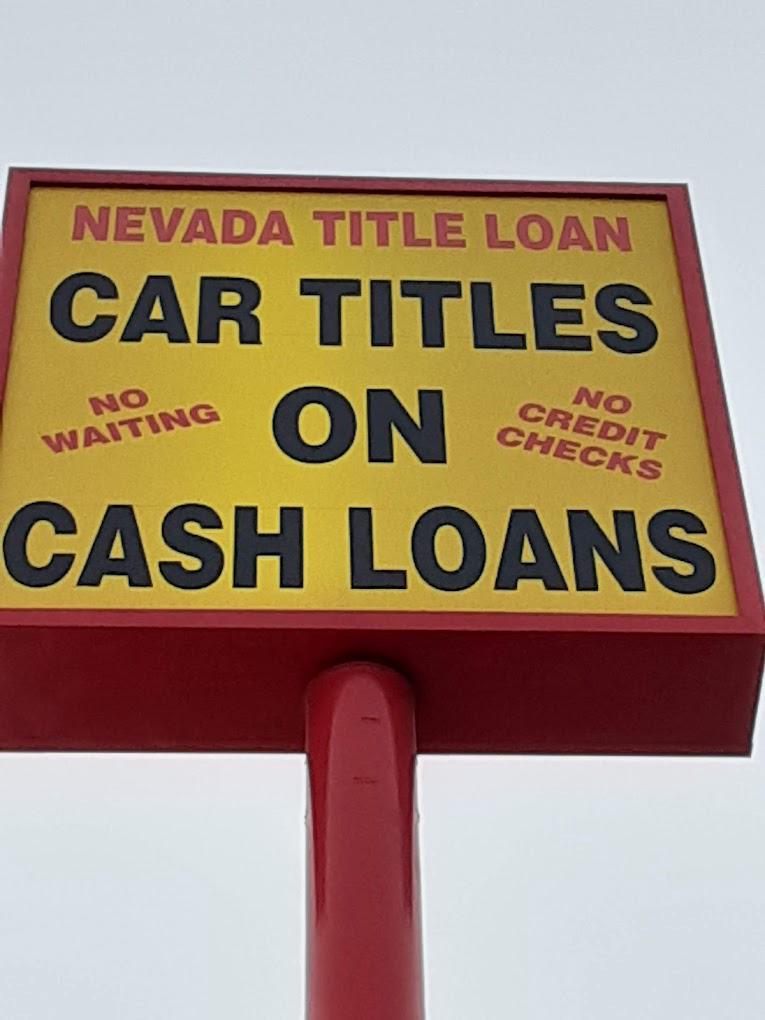 NEVADA TITLE LOAN
CAR TITLES
NO
WAITING
ON
NO
CREDIT
CHECKS
CASH LOANS